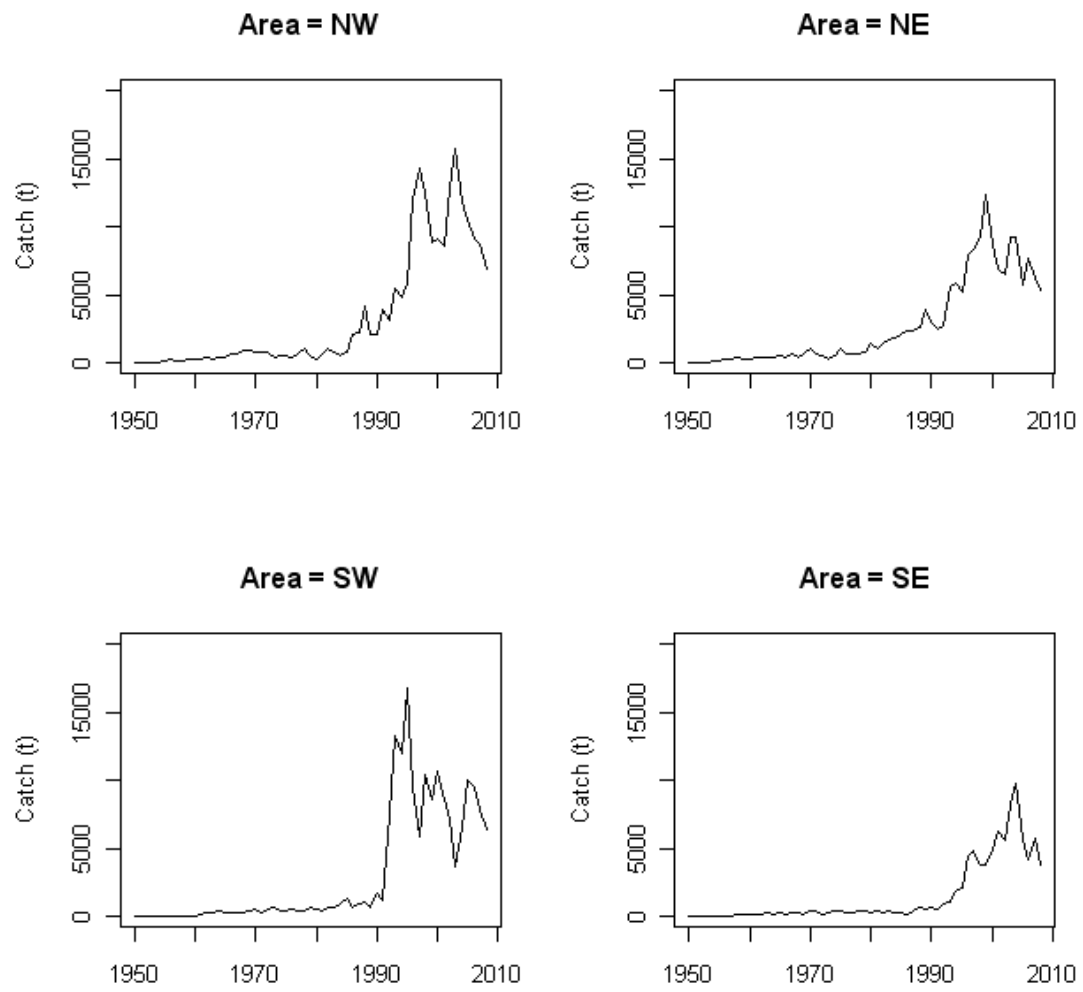 Area = NW
Catch (t)
15000
5000
0
1950 1970 1990 2010
Area = NE
Catch (t)
15000
5000
0
1950 1970 1990 2010
Area = SW
Catch (t)
15000
5000
0
1950 1970 1990 2010
Area = SE
Catch (t)
15000
5000
0
1950 1970 1990 2010